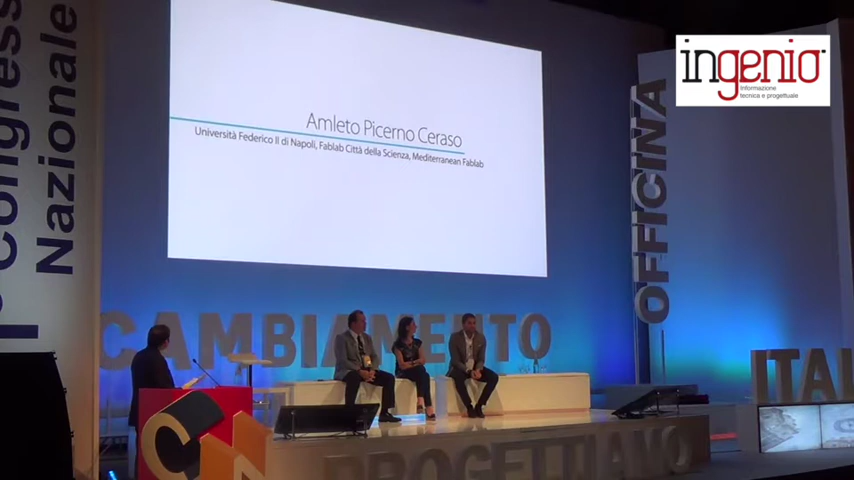 Congress
Nazionale
Amleto Picerno Ceraso
Università Federico II di Napoli, Fablab Città della Scienza, Mediterranean Fablab
ingenio
Informazione
tecnica e progettuale
OFFICINA
CAMBIAMENTO
ITAL
PROGETTIAMO